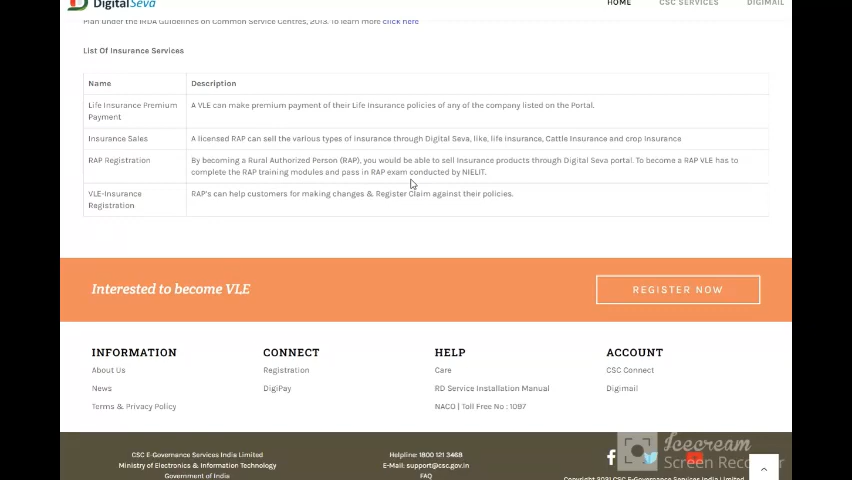 DigitalSeva
HOME CSC SERVICES DIGIMAIL
Plan under the IRDA Guidelines on Common Service Centres, 2013. To learn more click here
List Of Insurance Services
Name Description
Life Insurance Premium
Payment
A VLE can make premium payment of their Life Insurance policies of any of the company listed on the Portal.
Insurance Sales A licensed RAP can sell the various types of Insurance through Digital Seva, like, life insurance, Cattle Insurance and crop Insurance
RAP Registration By becoming a Rural Authorized Person (RAP), you would be able to sell Insurance products through Digital Seva portal. To become a RAP VLE has to
complete the RAP training modules and pass in RAP exam conducted by NIELIT.
VLE-Insurance
Registration
RAP's can help customers for making changes & Register Claim against their policies.
Interested to become VLE
REGISTER NOW
INFORMATION CONNECT HELP ACCOUNT
About Us Registration Care CSC Connect
News DigiPay RD Service Installation Manual Digimail
Terms & Privacy Policy NACO | Toll Free No : 1097
CSC E-Governance Services India Limited Helpline: 1800 121 3468
Ministry of Electronics & Information Technology E-Mail: support@csc.gov.in
Government of India FAQ
Icecream
Screen Recorder
Copyright 2021 CSC E-Governance Services India Limited